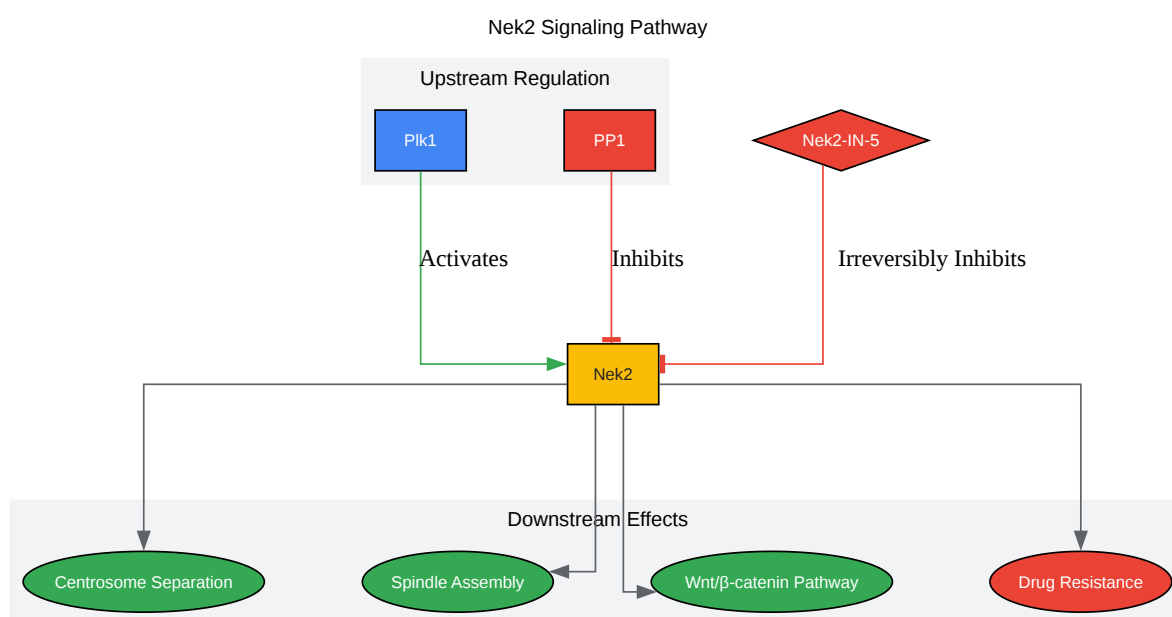 Nek2 Signaling Pathway
Upstream Regulation
Plk1
PP1
Nek2-IN-5
Activates
Inhibits
Irreversibly Inhibits
Nek2
Downstream Effects
Centrosome Separation
Spindle Assembly
Wnt/β-catenin Pathway
Drug Resistance